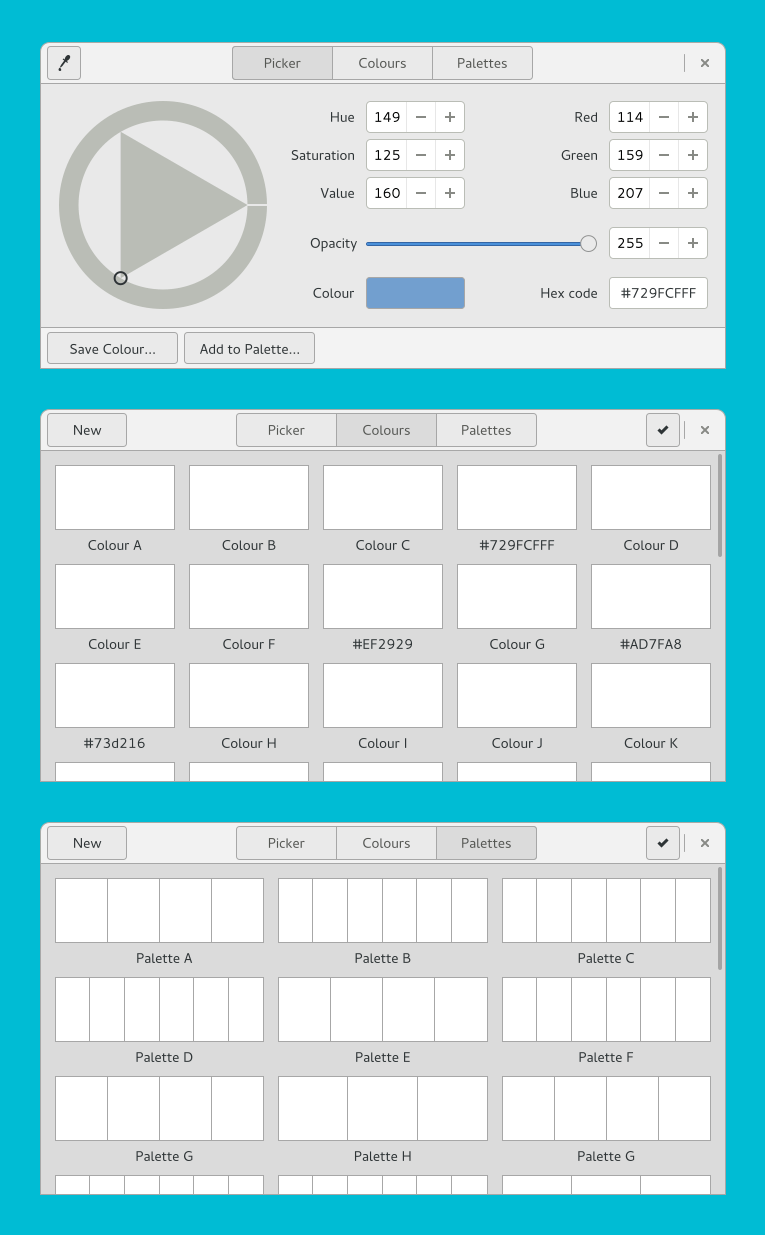 Picker Colours Palettes
Hue 149 Red 114
Saturation 125 Green 159
Value 160 Blue 207
Opacity 255
Colour Hex code #729FCFFF
Save Colour... Add to Palette...
New Picker Colours Palettes
Colour A Colour B Colour C #729FCFFF Colour D
Colour E Colour F #EF2929 Colour G #AD7FA8
#73d216 Colour H Colour I Colour J Colour K
New Picker Colours Palettes
Palette A Palette B Palette C
Palette D Palette E Palette F
Palette G Palette H Palette G